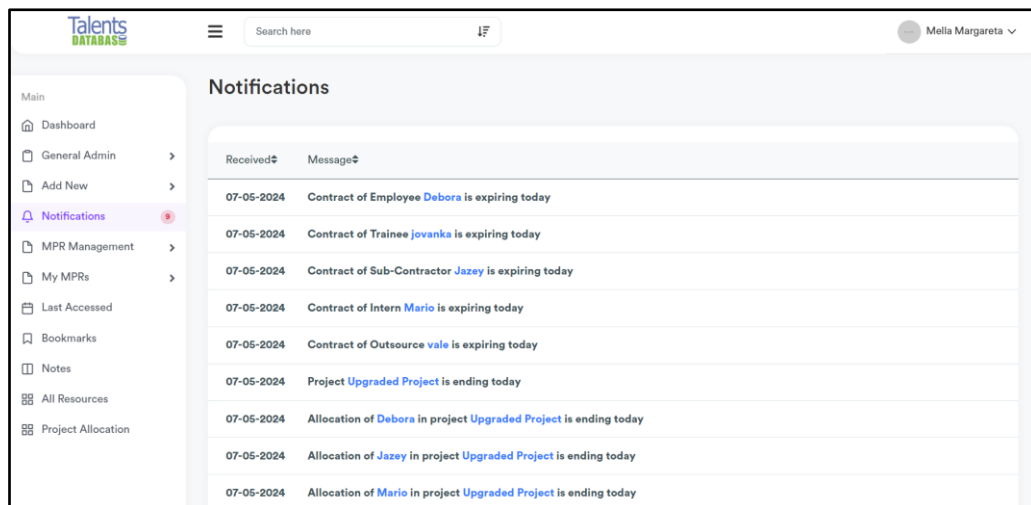 Talents
DATABASE
Search here
Mella Margareta
Main
Dashboard
General Admin
Add New
Notifications 9
MPR Management
My MPRs
Last Accessed
Bookmarks
Notes
All Resources
Project Allocation
Notifications
Received Message
07-05-2024 Contract of Employee Debora is expiring today
07-05-2024 Contract of Trainee jovanka is expiring today
07-05-2024 Contract of Sub-Contractor Jazey is expiring today
07-05-2024 Contract of Intern Mario is expiring today
07-05-2024 Contract of Outsource vale is expiring today
07-05-2024 Project Upgraded Project is ending today
07-05-2024 Allocation of Debora in project Upgraded Project is ending today
07-05-2024 Allocation of Jazey in project Upgraded Project is ending today
07-05-2024 Allocation of Mario in project Upgraded Project is ending today